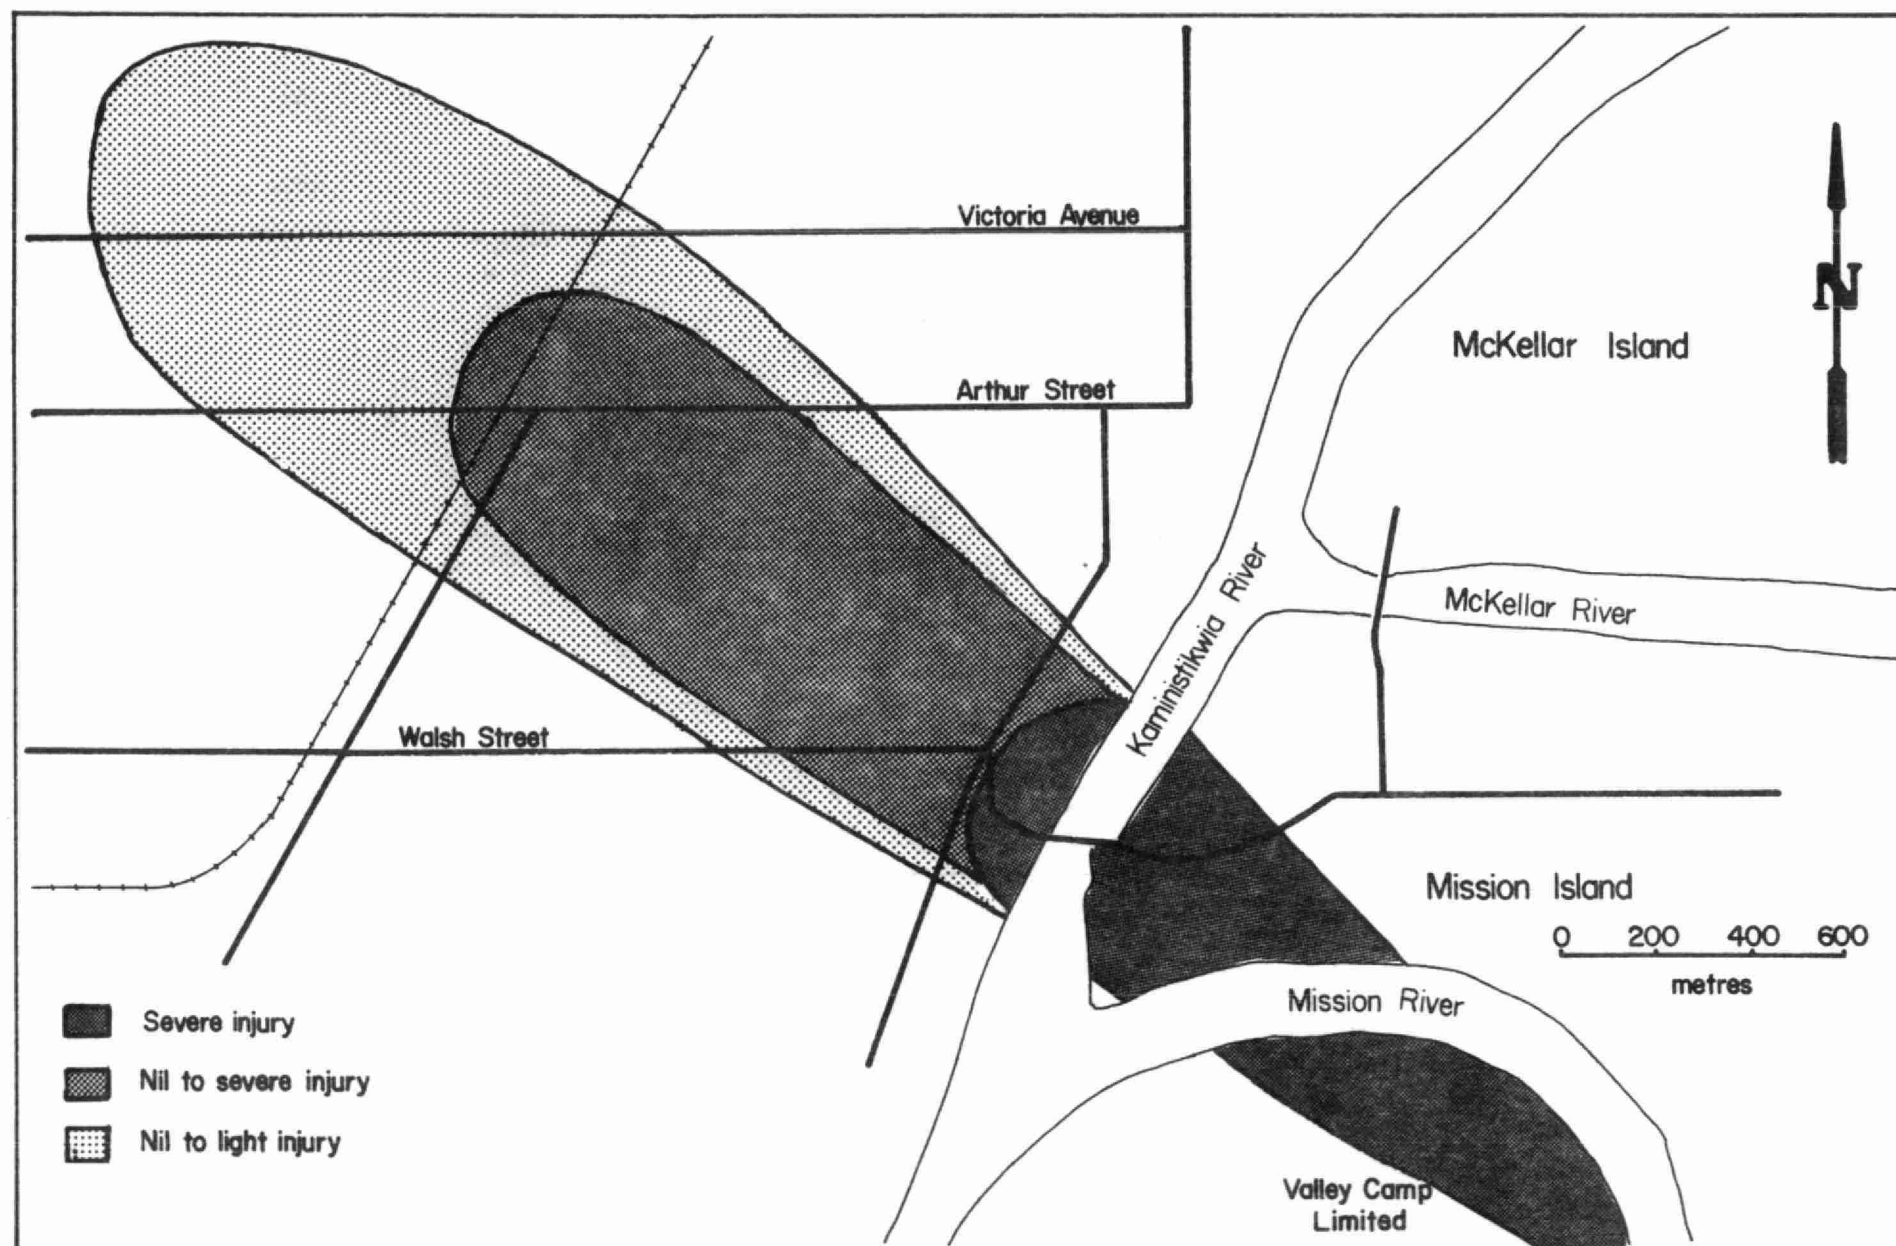 Victoria Avenue
N
McKellar Island
Arthur Street
Kaministikwia River
McKellar River
Walsh Street
Mission Island
0 200 400 600
metres
Mission River
Severe injury
Nil to severe injury
Nil to light injury
Valley Camp
Limited